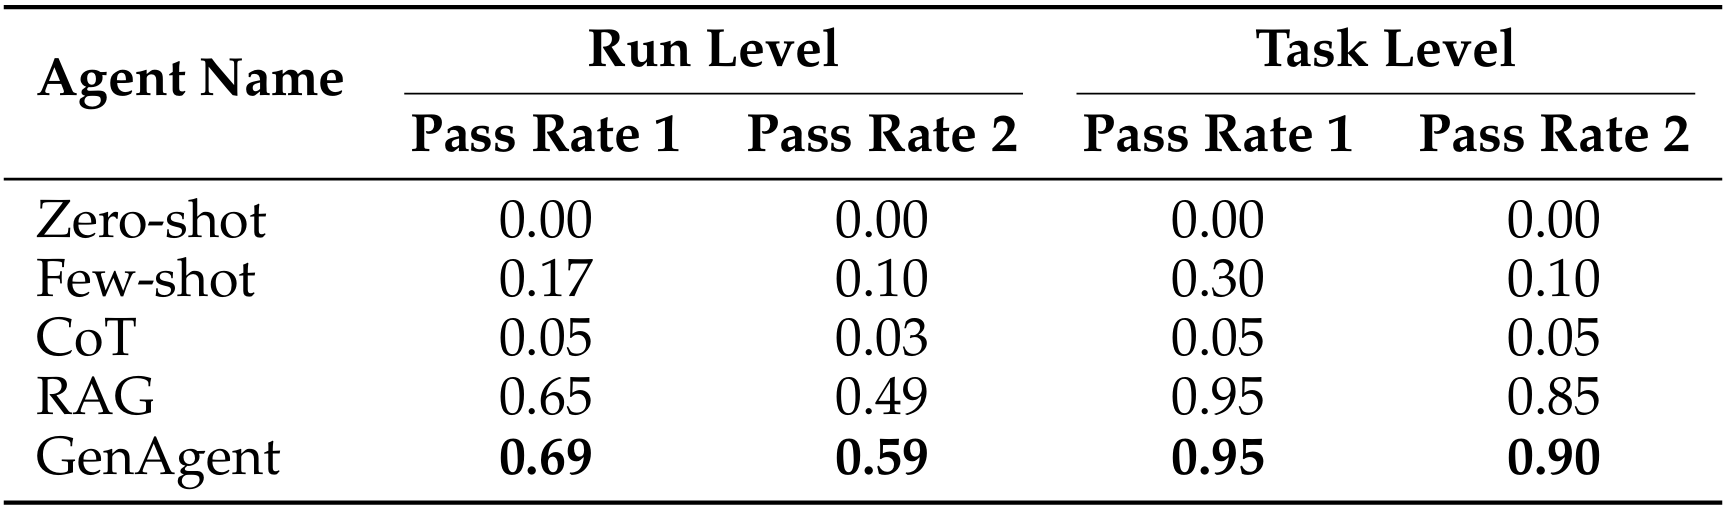 Agent Name Run Level Task Level
Pass Rate 1 Pass Rate 2 Pass Rate 1 Pass Rate 2
Zero-shot 0.00 0.00 0.00 0.00
Few-shot 0.17 0.10 0.30 0.10
CoT 0.05 0.03 0.05 0.05
RAG 0.65 0.49 0.95 0.85
GenAgent 0.69 0.59 0.95 0.90